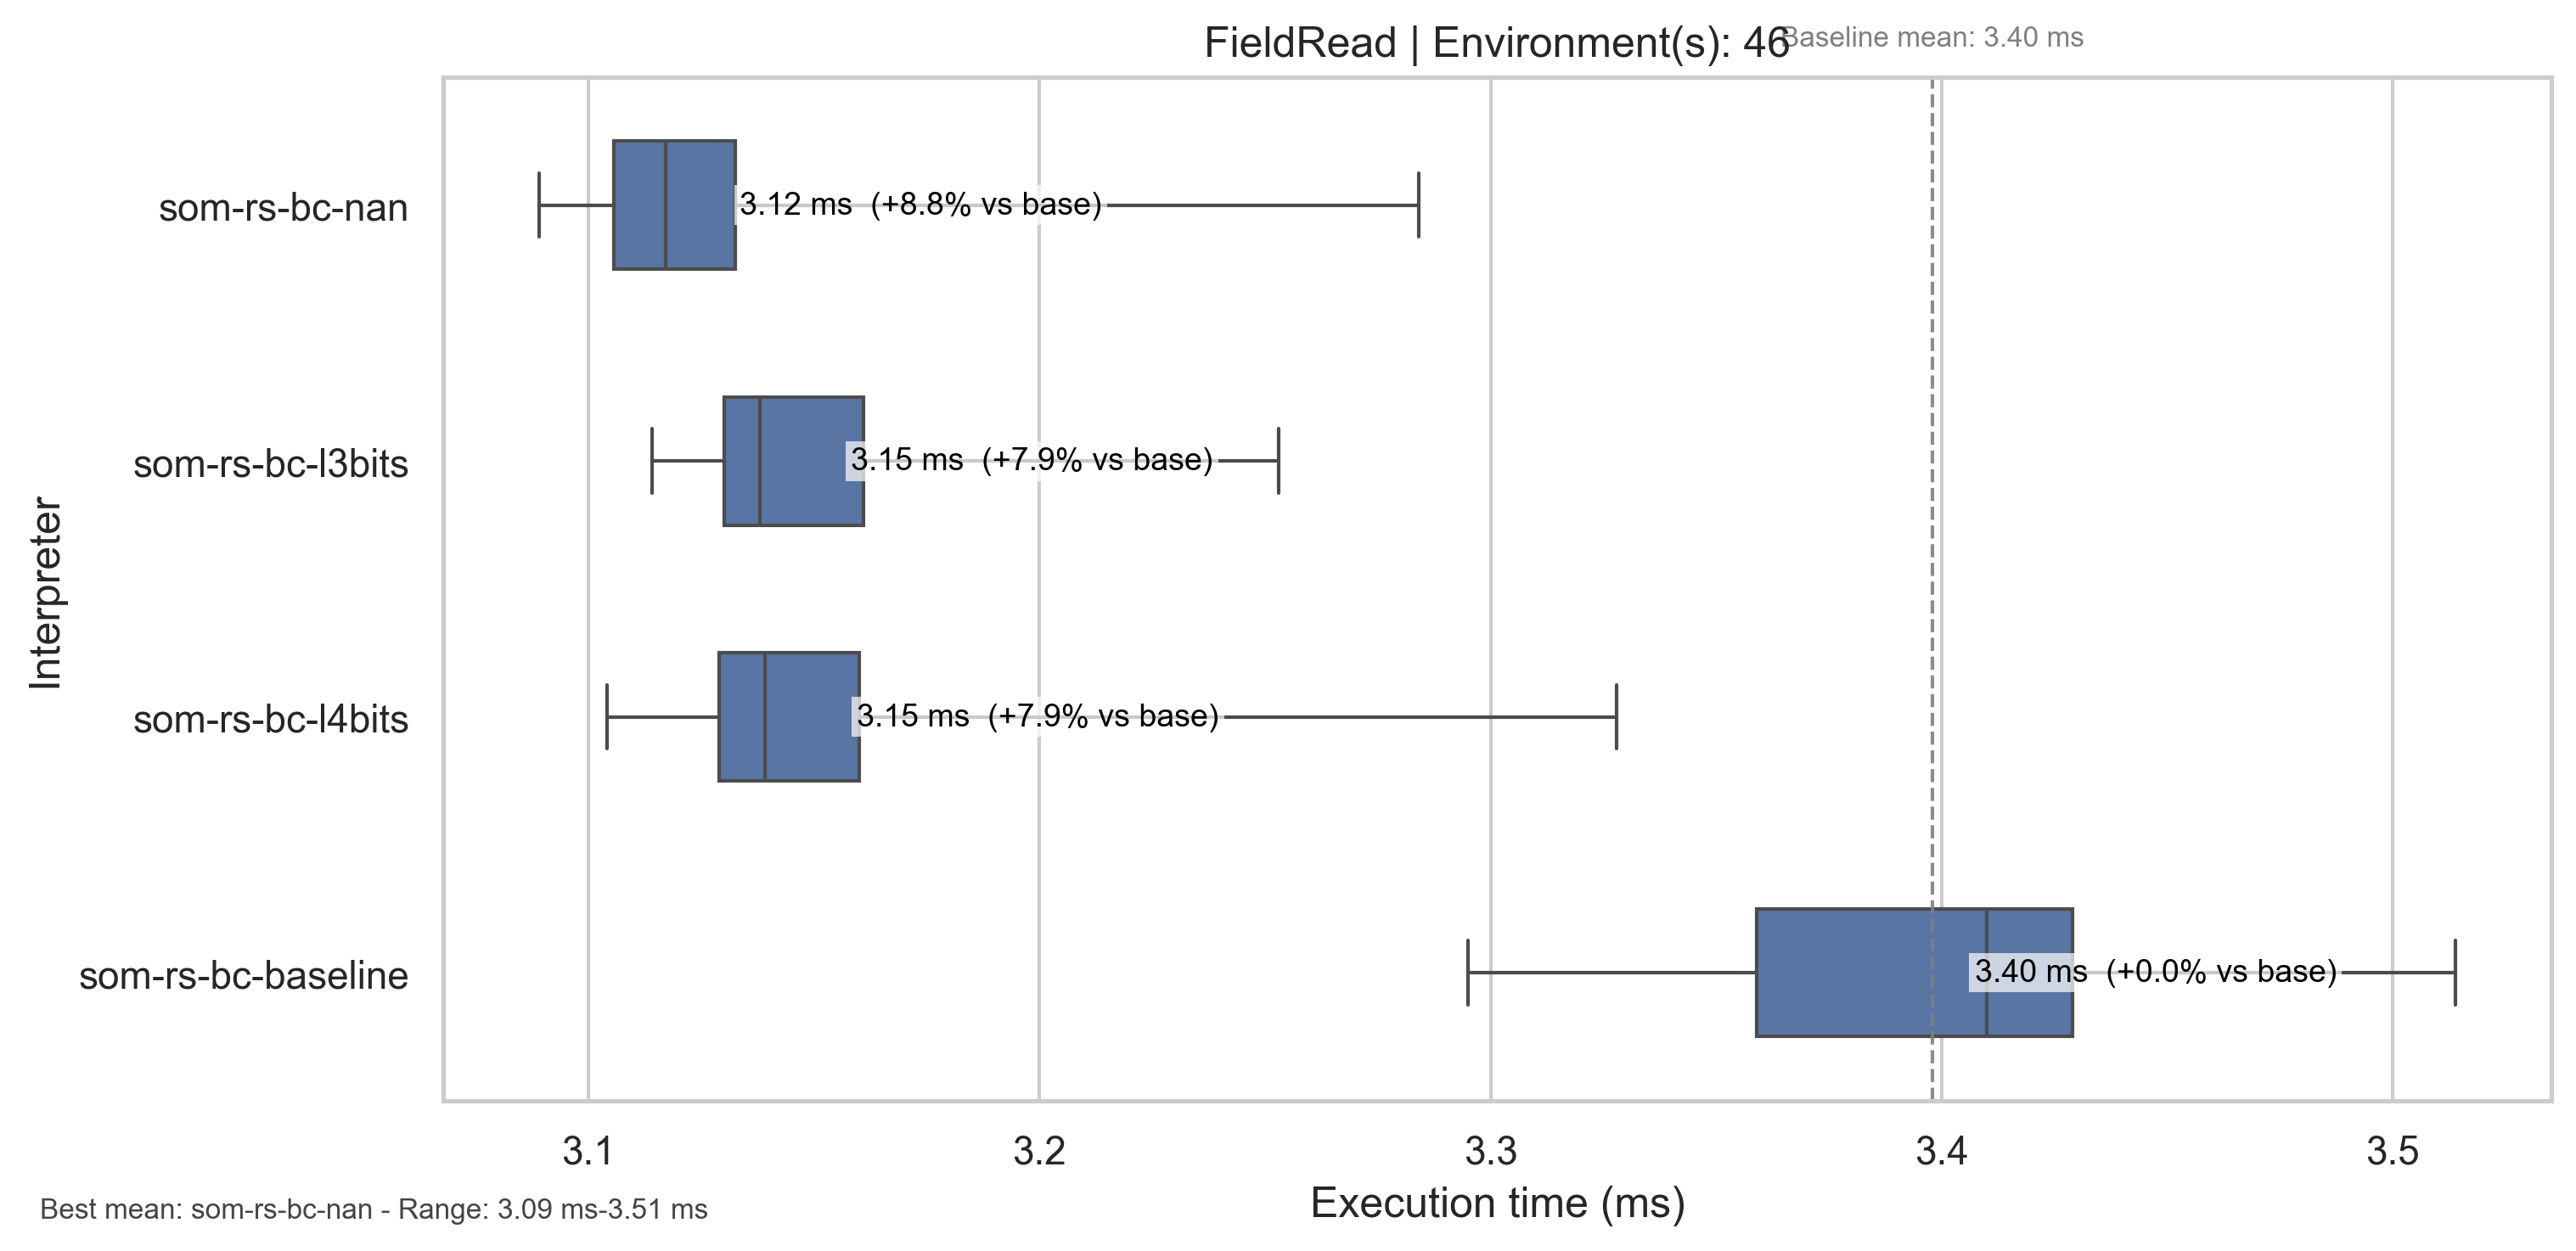 FieldRead | Environment(s): 46
Baseline mean: 3.40 ms
Interpreter
som-rs-bc-nan
3.12 ms (+8.8% vs base)
som-rs-bc-l3bits
3.15 ms (+7.9% vs base)
som-rs-bc-l4bits
3.15 ms (+7.9% vs base)
som-rs-bc-baseline
3.40 ms (+0.0% vs base)
3.1 3.2 3.3 3.4 3.5
Execution time (ms)
Best mean: som-rs-bc-nan - Range: 3.09 ms-3.51 ms